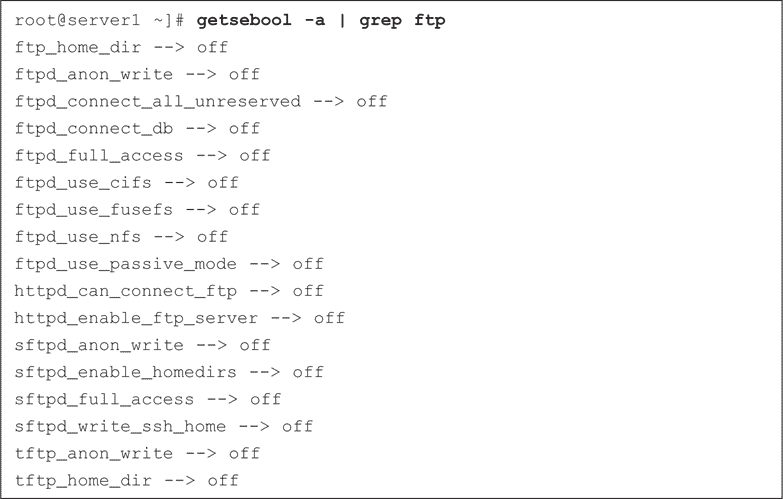 root@server1 ~]# getsebool -a | grep ftp
ftp_home_dir --> off
ftpd_anon_write --> off
ftpd_connect_all_unreserved --> off
ftpd_connect_db --> off
ftpd_full_access --> off
ftpd_use_cifs --> off
ftpd_use_fusefs --> off
ftpd_use_nfs --> off
ftpd_use_passive_mode --> off
httpd_can_connect_ftp --> off
httpd_enable_ftp_server --> off
sftpd_anon_write --> off
sftpd_enable_homedirs --> off
sftpd_full_access --> off
sftpd_write_ssh_home --> off
tftp_anon_write --> off
tftp_home_dir --> off